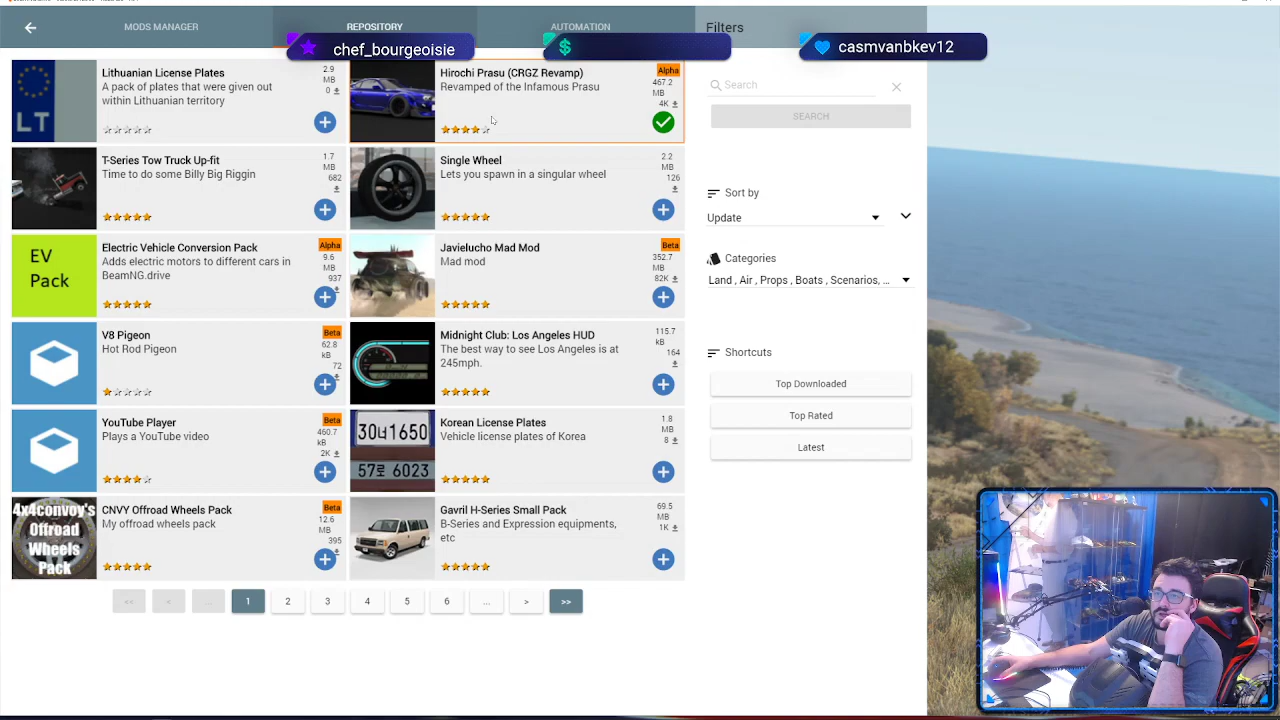 MODS MANAGER
REPOSITORY
AUTOMATION
Filters
chef_bourgeoisie
$
casmvanbkev12
LT
Lithuanian License Plates
A pack of plates that were given out
within Lithuanian territory
2.9
MB
0
Hirochi Prasu (CRGZ Revamp)
Revamped of the Infamous Prasu
Alpha
467.2
MB
4K
Search
SEARCH
T-Series Tow Truck Up-fit
Time to do some Billy Big Riggin
1.7
MB
682
Single Wheel
Lets you spawn in a singular wheel
2.2
MB
126
Sort by
Update
EV
Pack
Electric Vehicle Conversion Pack
Adds electric motors to different cars in
BeamNG.drive
Alpha
9.6
MB
937
Javielucho Mad Mod
Mad mod
Beta
352.7
MB
82K
Categories
Land , Air , Props , Boats , Scenarios, ...
V8 Pigeon
Hot Rod Pigeon
Beta
62.8
kB
72
Midnight Club: Los Angeles HUD
The best way to see Los Angeles is at
245mph.
115.7
kB
164
Shortcuts
Top Downloaded
Top Rated
Latest
YouTube Player
Plays a YouTube video
Beta
460.7
kB
2K
30나1650
57로 6023
Korean License Plates
Vehicle license plates of Korea
1.8
MB
8
4x4convoy's
Offroad
Wheels
Pack
CNVY Offroad Wheels Pack
My offroad wheels pack
Beta
12.6
MB
395
Gavril H-Series Small Pack
B-Series and Expression equipments,
etc
69.5
MB
1K
<< < ... 1 2 3 4 5 6 ... > >>